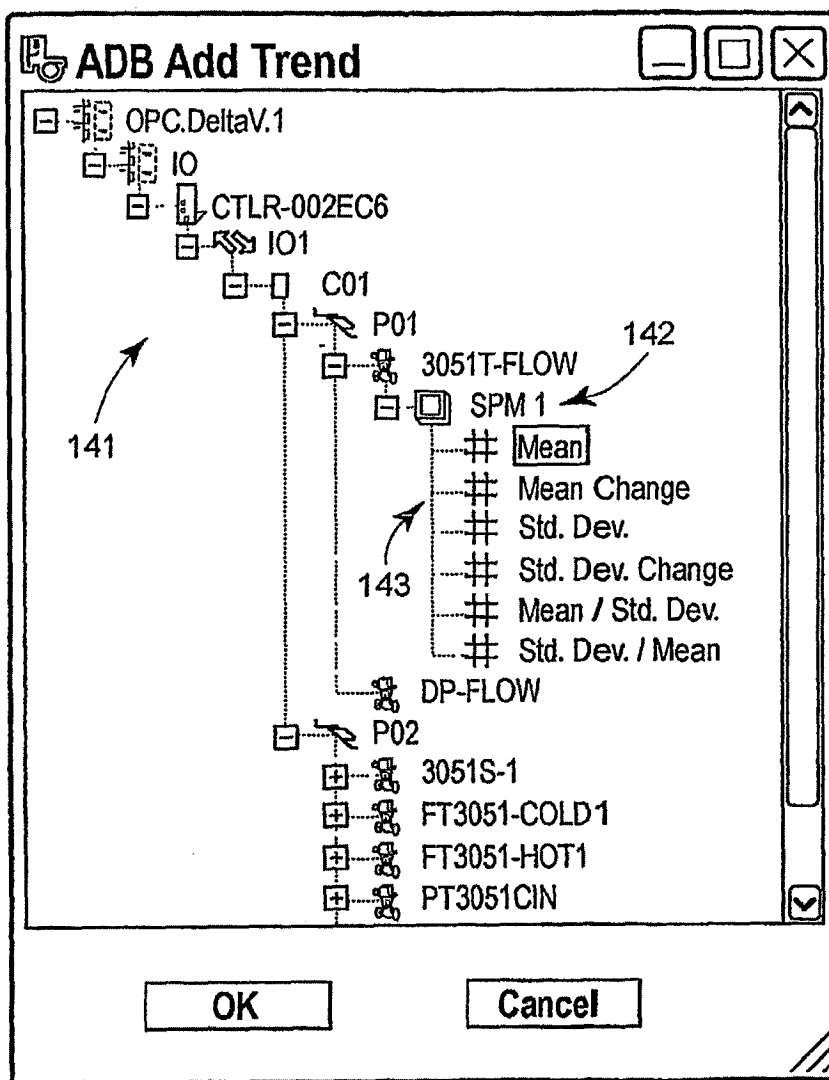 ADB Add Trend
OPC.DeltaV.1
IO
CTLR-002EC6
IO1
C01
P01
142
3051T-FLOW
SPM 1
141
Mean
Mean Change
Std. Dev.
143
Std. Dev. Change
Mean / Std. Dev.
Std. Dev. / Mean
DP-FLOW
P02
3051S-1
FT3051-COLD1
FT3051-HOT1
PT3051CIN
OK Cancel